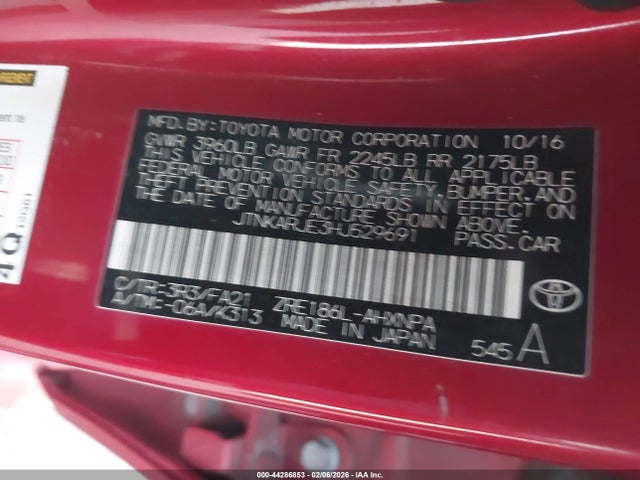 MFD.BY:TOYOTA MOTOR CORPORATION 10/16
GVWR 3960LB GAWR FR 2245LB RR 2175LB
THIS VEHICLE CONFORMS TO ALL APPLICABLE
FEDERAL MOTOR VEHICLE SAFETY, BUMPER, AND
THEFT PREVENTION STANDARDS IN EFFECT ON
THE DATE OF MANUFACTURE SHOWN ABOVE.
JTNKARJE3HJ529691 PASS.CAR
C/TR:3R3/FA21 ZRE186L-AHXNPA
A/TM:-06A/K313 MADE IN JAPAN
545 A
000-44286853 - 02/06/2026 - IAAI, Inc.